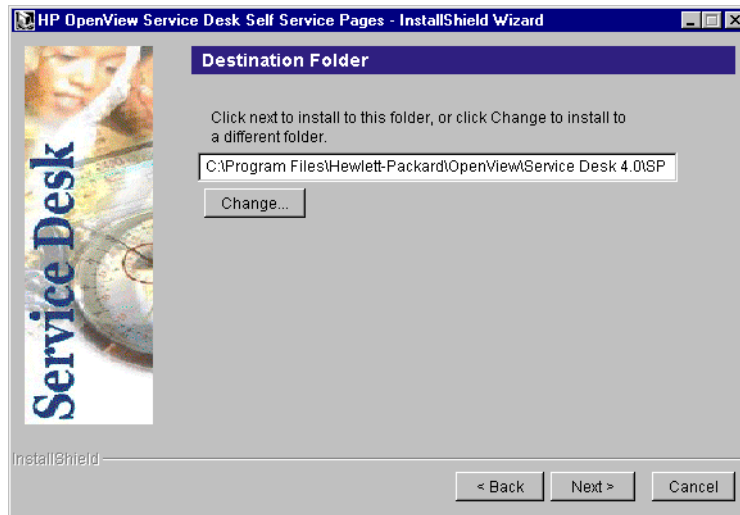 HP OpenView Service Desk Self Service Pages - InstallShield Wizard
Destination Folder
Click next to install to this folder, or click Change to install to
a different folder.
C:\Program Files\Hewlett-Packard\OpenView\Service Desk 4.0\SP
Change...
Service Desk
InstallShield
< Back
Next >
Cancel